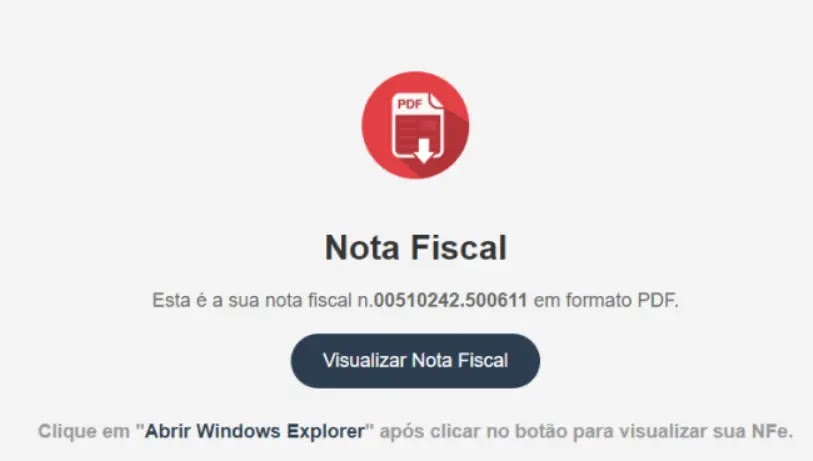 PDF
Nota Fiscal
Esta é a sua nota fiscal n.00510242.500611 em formato PDF.
Visualizar Nota Fiscal
Clique em "Abrir Windows Explorer" após clicar no botão para visualizar sua NFe.